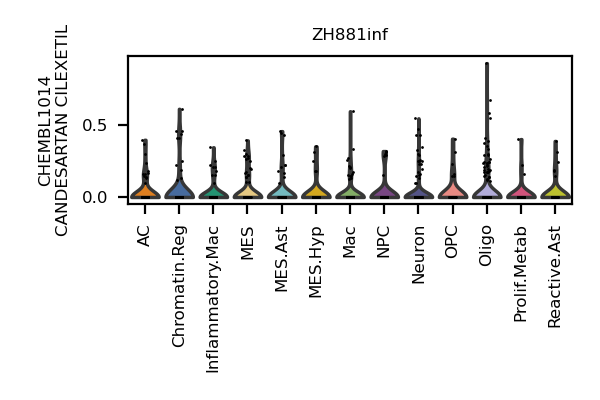 ZH881inf
CHEMBL1014
CANDESARTAN CILEXETIL
0.5
0.0
AC
Chromatin.Reg
Inflammatory.Mac
MES
MES.Ast
MES.Hyp
Mac
NPC
Neuron
OPC
Oligo
Prolif.Metab
Reactive.Ast